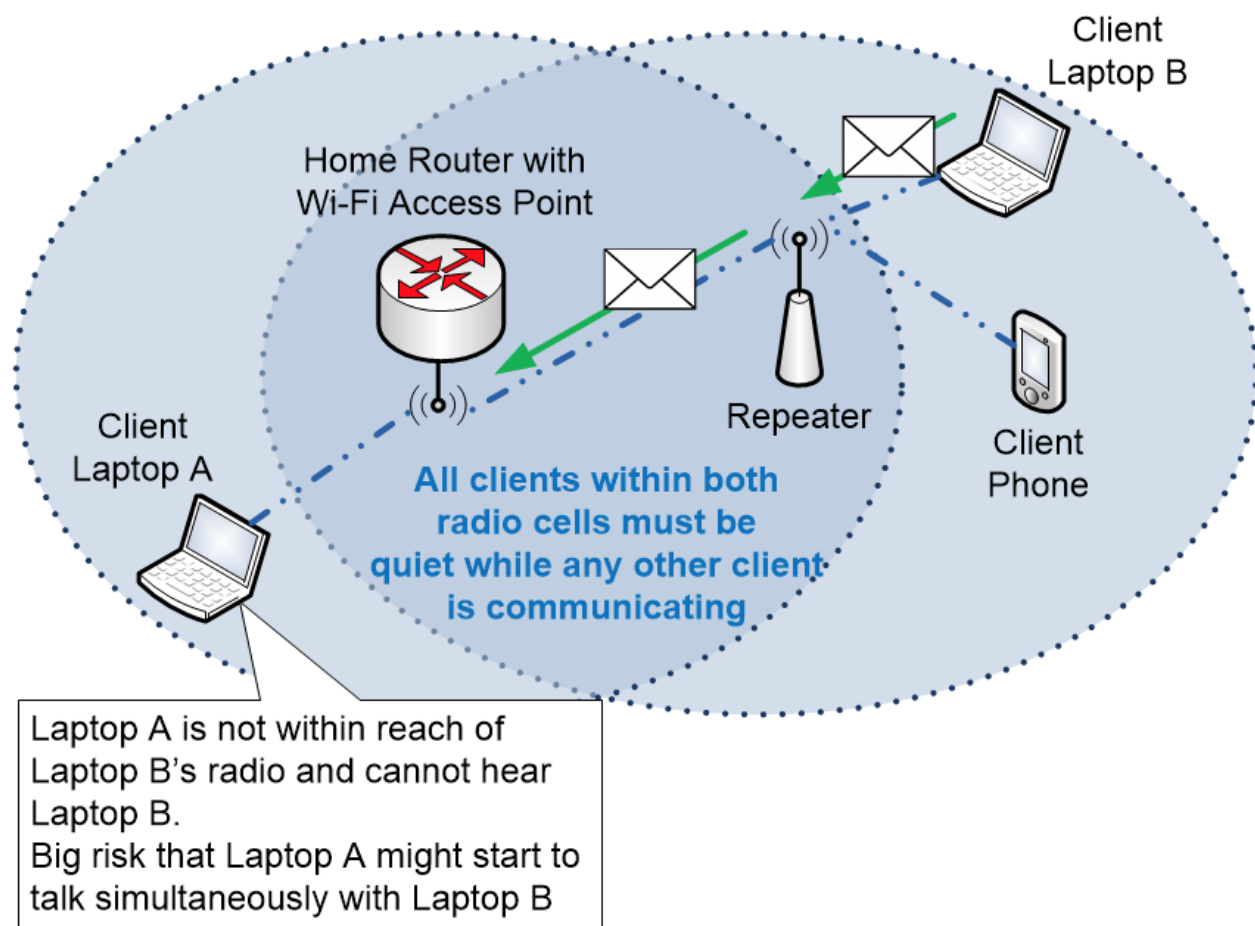 Client
Laptop B
Home Router with
Wi-Fi Access Point
Client
Laptop A
Repeater
Client
Phone
All clients within both
radio cells must be
quiet while any other client
is communicating
Laptop A is not within reach of
Laptop B’s radio and cannot hear
Laptop B.
Big risk that Laptop A might start to
talk simultaneously with Laptop B